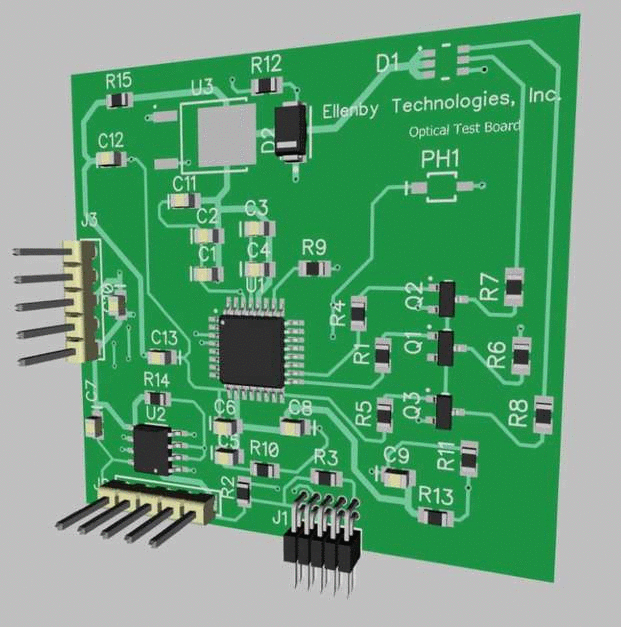 D1
R12
U3
R15
Ellenby Technologies, Inc.
Optical Test Board
D2
C12
PH1
C11
C3
C2
J3
R9
C4
C1
U1
R7
Q2
R4
Q1
R6
R1
C13
R14
Q3
R5
R8
C7
U2
C6
C8
C5
R10
R3
C9
R11
R2
R13
J1